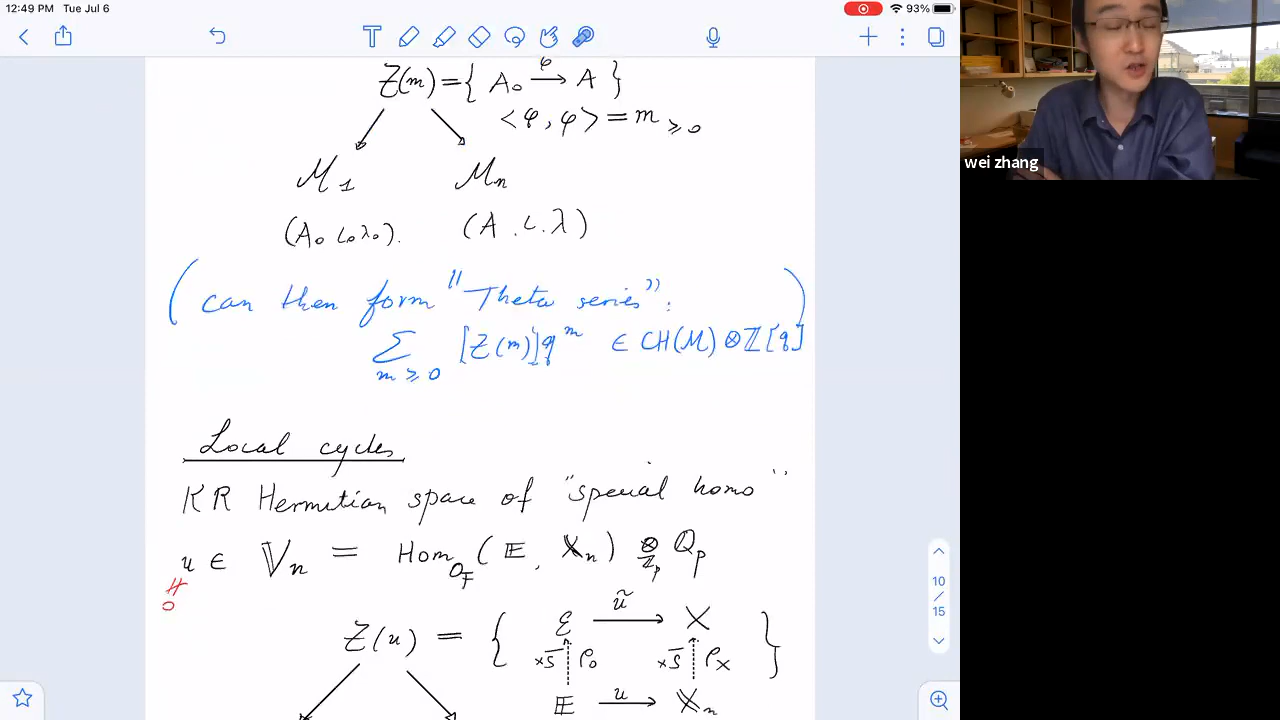 12:49 PM Tue Jul 6
93%
T
Z(m) = { A₀ —φ→ A }
<φ, φ> = m ≥ 0
wei zhang
M₁ Mₙ
(A₀ ι₀ λ₀). (A . ι . λ)
( can then form "Theta series": )
∑ m ≥ 0 [Z(m)] q^m ∈ CH(M) ⊗ Z[q]
Local cycles
KR Hermitian space of "special homo"
u ∈ 𝕍ₙ = Hom_{O_F} (𝔼, 𝕏ₙ) ⊗_{ℤ_p} ℚ_p
≠ 0
10 / 15
Z(u) = { ℰ —ũ→ X }
×S̄ ρ₀ ×S̄ ρ_X
𝔼 —u→ 𝕏ₙ